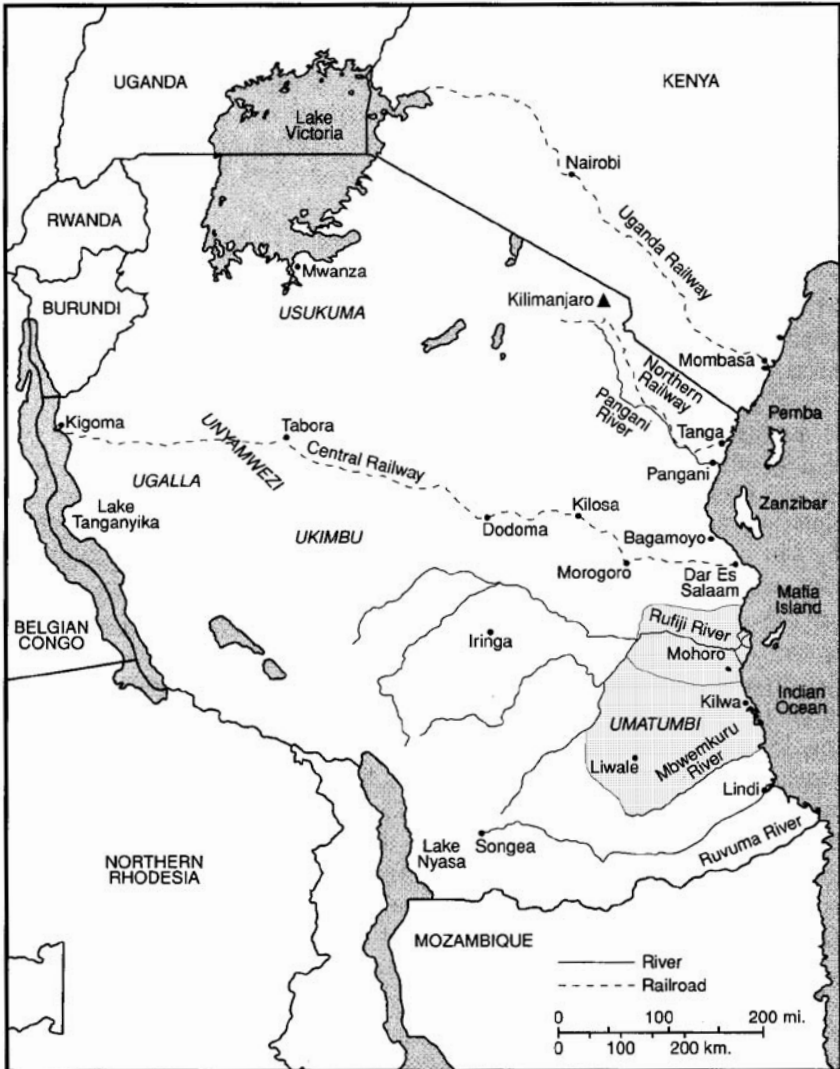 UGANDA
KENYA
Lake
Victoria
Nairobi
RWANDA
Uganda Railway
Mwanza
BURUNDI
USUKUMA
Kilimanjaro
Mombasa
Northern
Railway
Pangani
River
Pemba
Kigoma
Tabora
UNYAMWEZI
Central Railway
Tanga
Pangani
UGALLA
Lake
Tanganyika
UKIMBU
Dodoma
Kilosa
Zanzibar
Bagamoyo
Morogoro
Dar Es
Salaam
Mafia
Island
BELGIAN
CONGO
Iringa
Rufiji River
Mohoro
Indian
Ocean
Kilwa
UMATUMBI
Liwale
Mbwemkuru
River
Lindi
Lake
Nyasa
Songea
Ruvuma River
NORTHERN
RHODESIA
MOZAMBIQUE
River
Railroad
0 100 200 mi.
0 100 200 km.